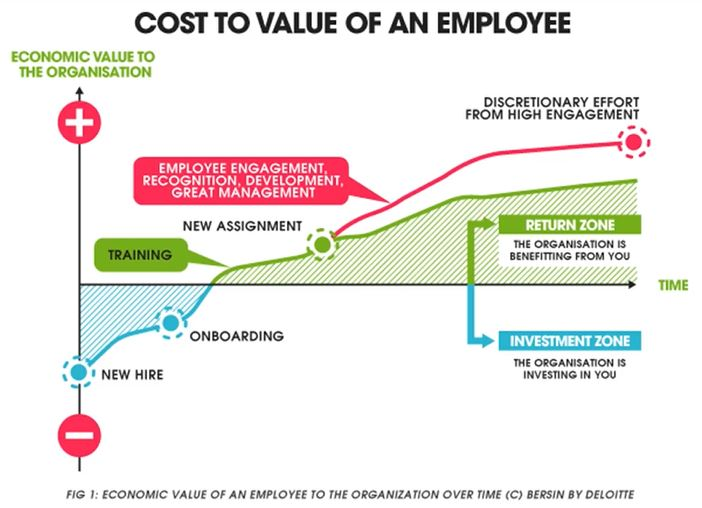 COST TO VALUE OF AN EMPLOYEE
ECONOMIC VALUE TO
THE ORGANISATION
DISCRETIONARY EFFORT
FROM HIGH ENGAGEMENT
EMPLOYEE ENGAGEMENT,
RECOGNITION, DEVELOPMENT,
GREAT MANAGEMENT
NEW ASSIGNMENT
TRAINING
RETURN ZONE
THE ORGANISATION IS
BENEFITTING FROM YOU
TIME
ONBOARDING
INVESTMENT ZONE
THE ORGANISATION IS
INVESTING IN YOU
NEW HIRE
FIG 1: ECONOMIC VALUE OF AN EMPLOYEE TO THE ORGANIZATION OVER TIME (C) BERSIN BY DELOITTE